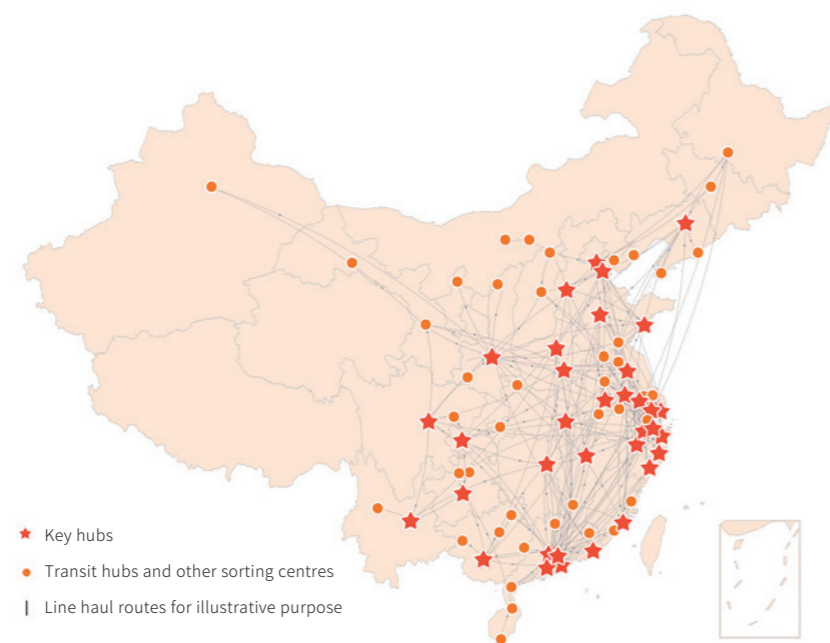 Key hubs
Transit hubs and other sorting centres
Line haul routes for illustrative purpose